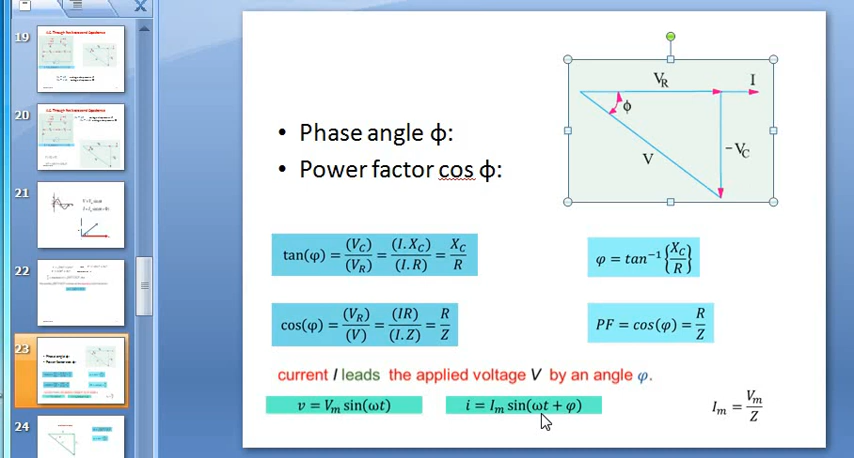 19
20
21
22
23
24
• Phase angle ϕ:
• Power factor cos ϕ:
V_R
I
ϕ
V
-V_C
tan(φ) = (V_C)/(V_R) = (I.X_C)/(I.R) = X_C/R
φ = tan⁻¹{X_C/R}
cos(φ) = (V_R)/(V) = (IR)/(I.Z) = R/Z
PF = cos(φ) = R/Z
current I leads the applied voltage V by an angle φ.
v = V_m sin(ωt)
i = I_m sin(ωt + φ)
I_m = V_m/Z